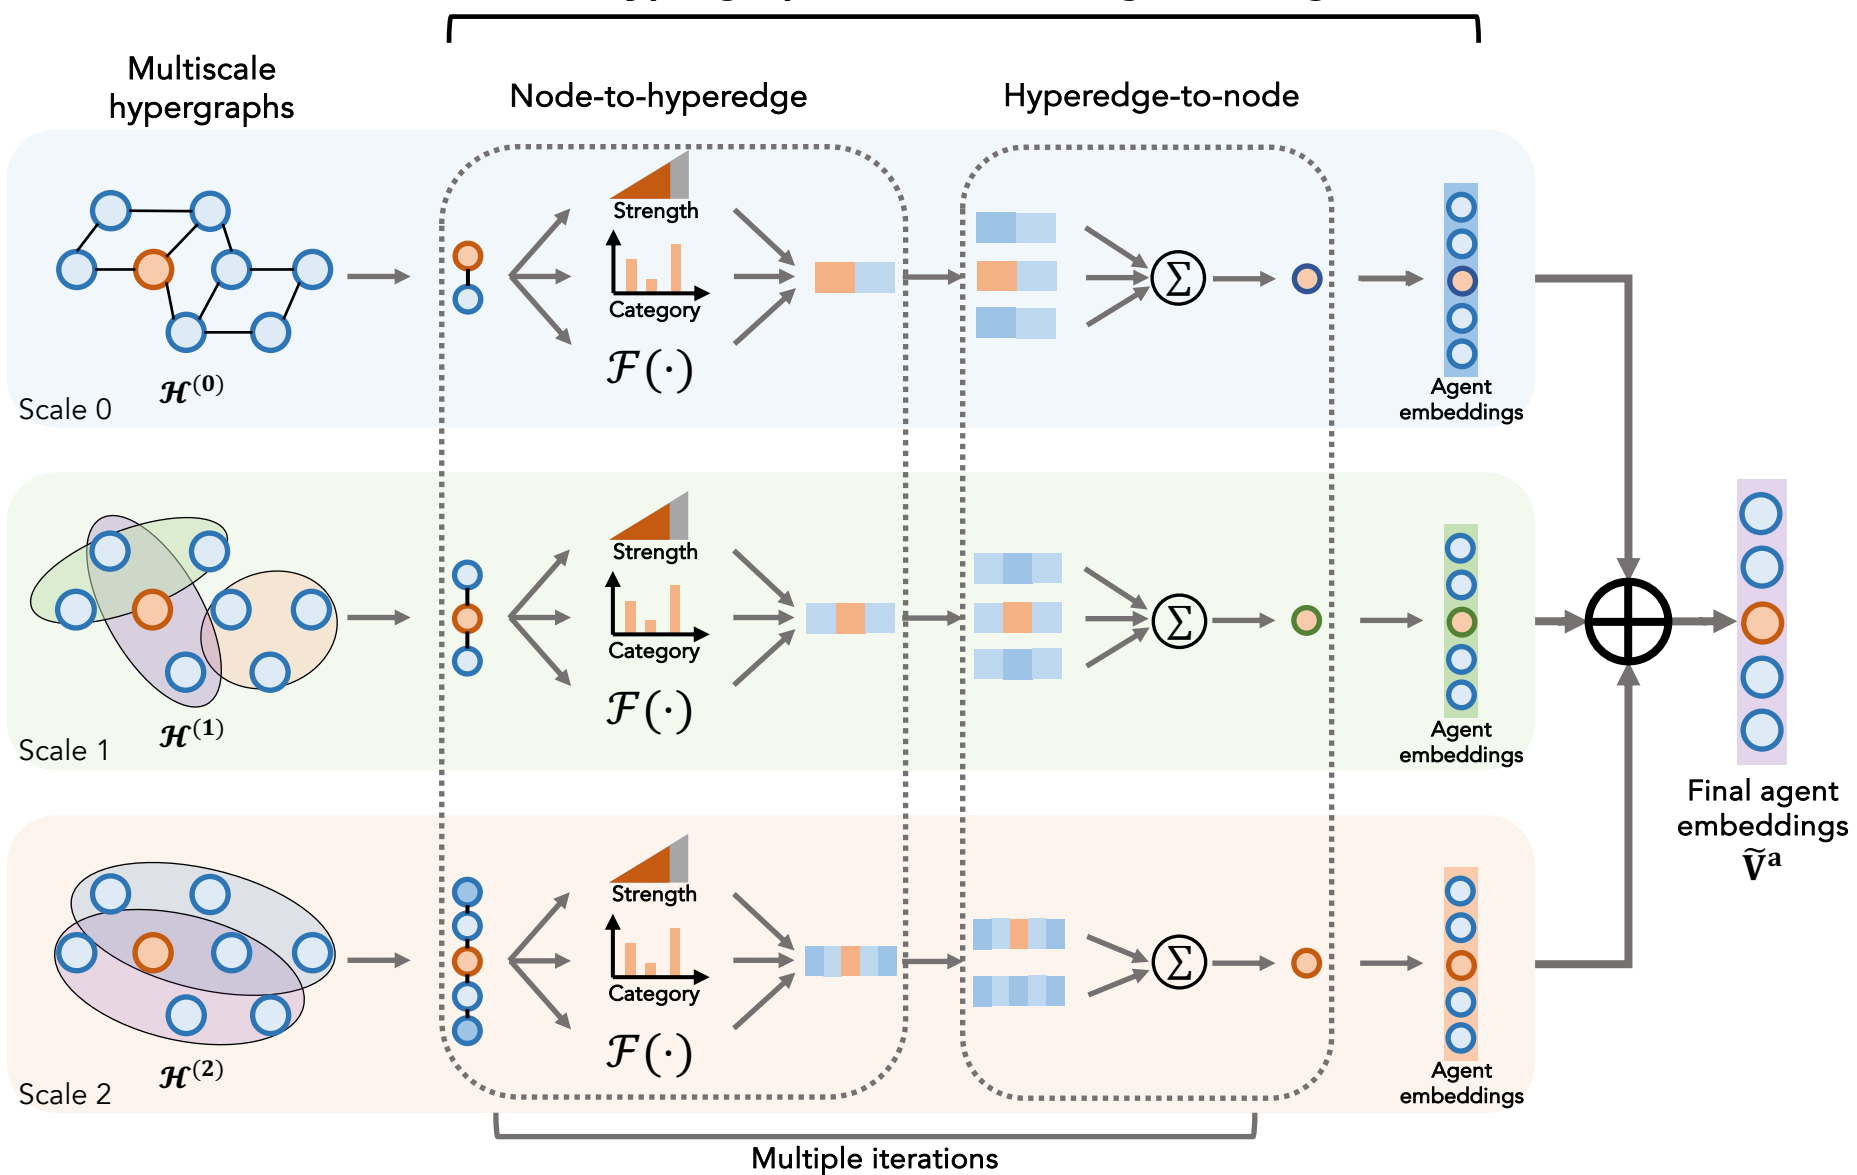 Multiscale
hypergraphs
Node-to-hyperedge
Hyperedge-to-node
Strength
Category
ℱ(·)
Σ
𝓗⁽⁰⁾
Scale 0
Agent
embeddings
Strength
Category
ℱ(·)
Σ
𝓗⁽¹⁾
Scale 1
Agent
embeddings
Final agent
embeddings
Ṽᵃ
Strength
Category
ℱ(·)
Σ
𝓗⁽²⁾
Scale 2
Agent
embeddings
Multiple iterations